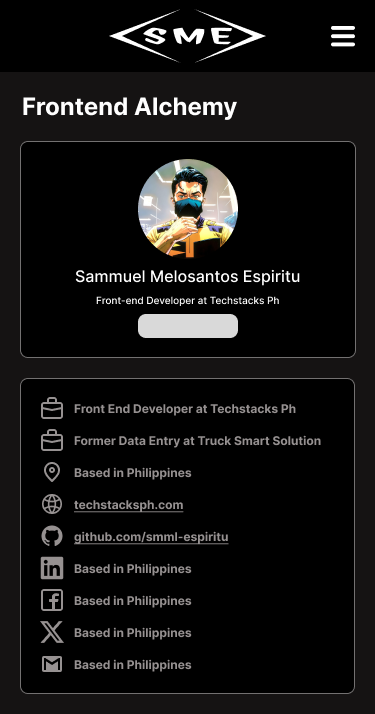 SME
Frontend Alchemy
Sammuel Melosantos Espiritu
Front-end Developer at Techstacks Ph
Front End Developer at Techstacks Ph
Former Data Entry at Truck Smart Solution
Based in Philippines
techstacksph.com
github.com/smml-espiritu
Based in Philippines
Based in Philippines
Based in Philippines
Based in Philippines